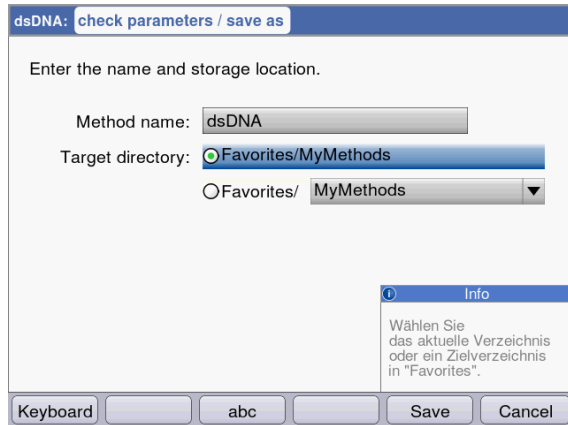 dsDNA: check parameters / save as
Enter the name and storage location.
Method name: dsDNA
Target directory: Favorites/MyMethods
Favorites/ MyMethods
Info
Wählen Sie
das aktuelle Verzeichnis
oder ein Zielverzeichnis
in "Favorites".
Keyboard abc Save Cancel